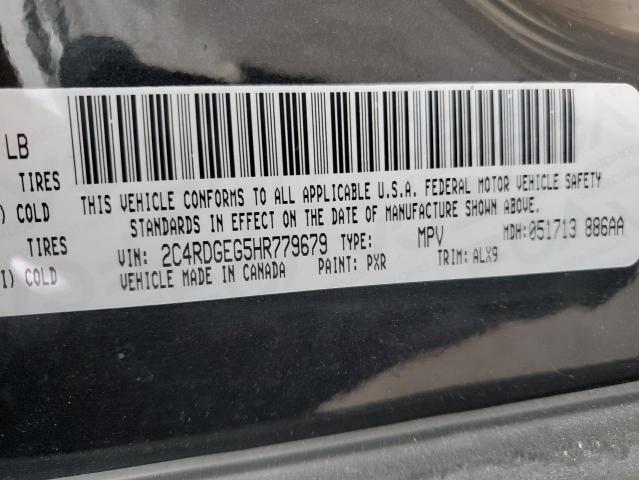 LB
TIRES
THIS VEHICLE CONFORMS TO ALL APPLICABLE U.S.A. FEDERAL MOTOR VEHICLE SAFETY
) COLD
STANDARDS IN EFFECT ON THE DATE OF MANUFACTURE SHOWN ABOVE.
TIRES
VIN: 2C4RDGEG5HR779679 TYPE: MPV MDH: 051713 886AA
I) COLD
VEHICLE MADE IN CANADA PAINT: PXR TRIM: ALX9